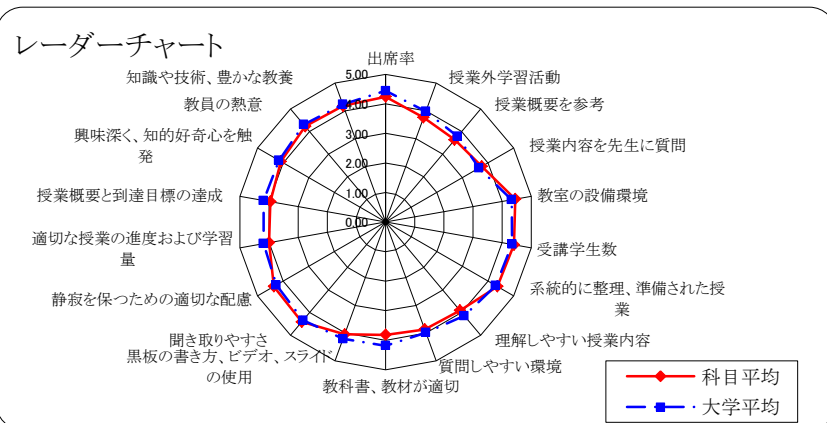 レーダーチャート
出席率
授業外学習活動
授業概要を参考
授業内容を先生に質問
教室の設備環境
受講学生数
系統的に整理、準備された授
業
理解しやすい授業内容
質問しやすい環境
教科書、教材が適切
黒板の書き方、ビデオ、スライド
の使用
聞き取りやすさ
静寂を保つための適切な配慮
適切な授業の進度および学習
量
授業概要と到達目標の達成
興味深く、知的好奇心を触
発
教員の熱意
知識や技術、豊かな教養
5.00
4.00
3.00
2.00
1.00
0.00
科目平均
大学平均